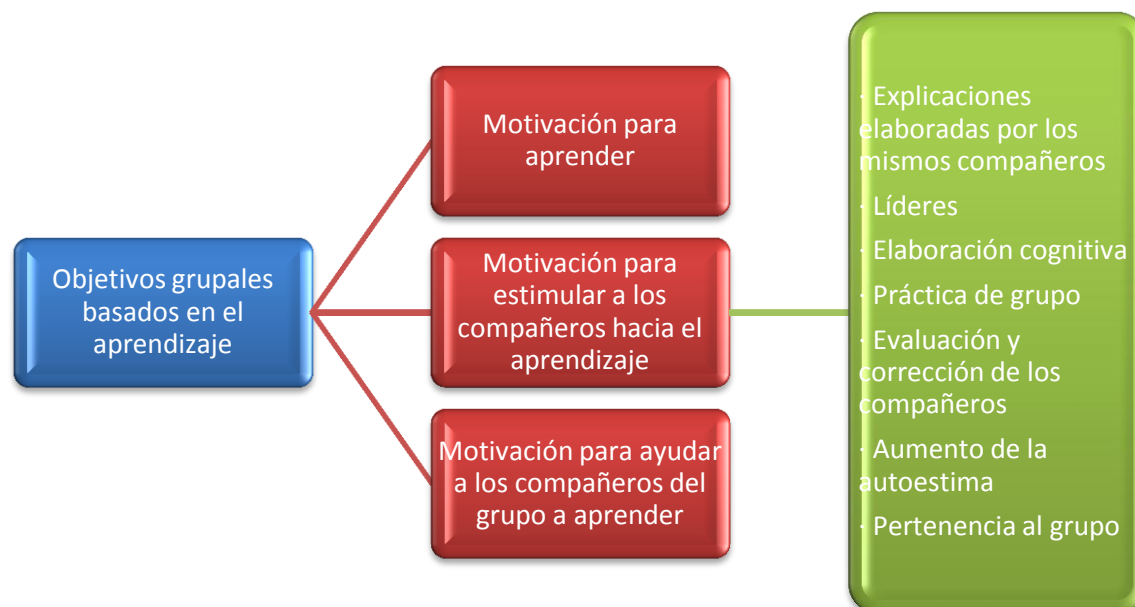 Objetivos grupales
basados en el
aprendizaje
Motivación para
aprender
Motivación para
estimular a los
compañeros hacia el
aprendizaje
Motivación para ayudar
a los compañeros del
grupo a aprender
· Explicaciones
elaboradas por los
mismos compañeros
· Líderes
· Elaboración cognitiva
· Práctica de grupo
· Evaluación y
corrección de los
compañeros
· Aumento de la
autoestima
· Pertenencia al grupo